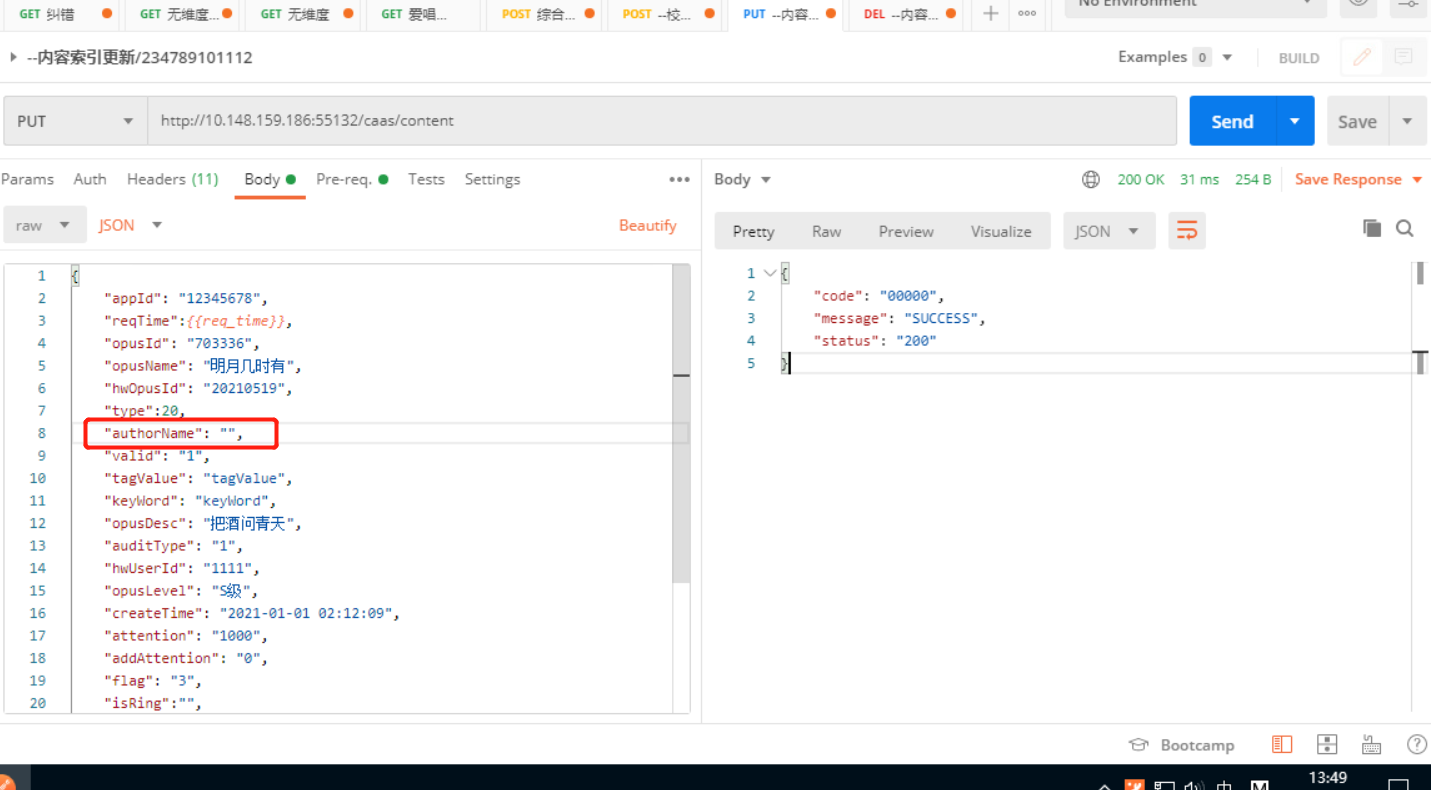 GET 纠错 GET 无维度... GET 无维度 GET 爱唱... POST 综合... POST --校... PUT --内容... DEL --内容... No Environment
--内容索引更新/234789101112 Examples 0 BUILD
PUT http://10.148.159.186:55132/caas/content Send Save
Params Auth Headers (11) Body Pre-req. Tests Settings
raw JSON Beautify
1 {
2 "appId": "12345678",
3 "reqTime":{{req_time}},
4 "opusId": "703336",
5 "opusName": "明月几时有",
6 "hwOpusId": "20210519",
7 "type":20,
8 "authorName": "",
9 "valid": "1",
10 "tagValue": "tagValue",
11 "keyWord": "keyWord",
12 "opusDesc": "把酒问青天",
13 "auditType": "1",
14 "hwUserId": "1111",
15 "opusLevel": "S级",
16 "createTime": "2021-01-01 02:12:09",
17 "attention": "1000",
18 "addAttention": "0",
19 "flag": "3",
20 "isRing":"",
Body 200 OK 31 ms 254 B Save Response
Pretty Raw Preview Visualize JSON
1 {
2 "code": "00000",
3 "message": "SUCCESS",
4 "status": "200"
5 }
Bootcamp
中 M 13:49